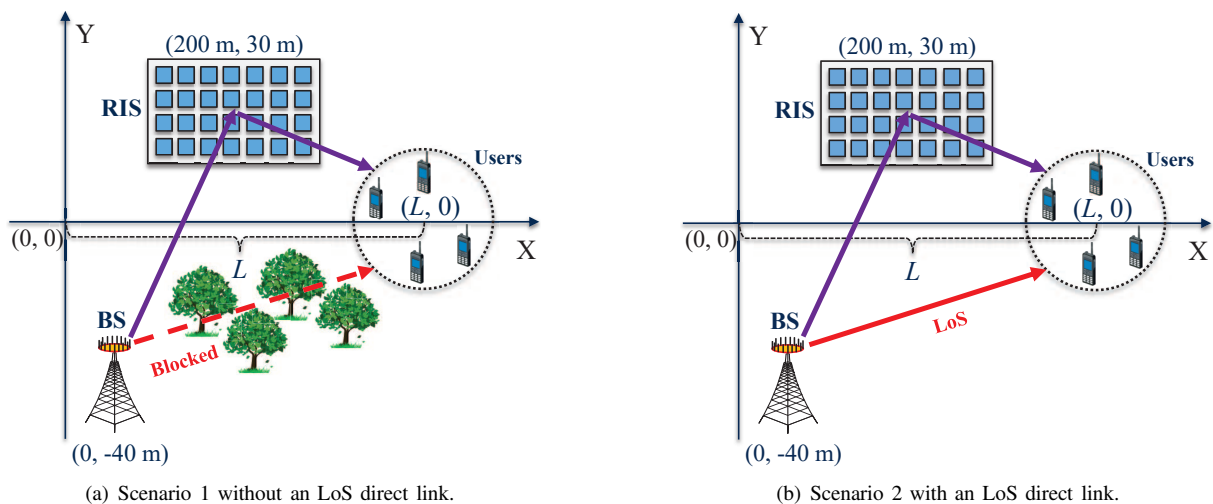 Y
(200 m, 30 m)
RIS
Users
(L, 0)
(0, 0)
X
L
BS
Blocked
(0, -40 m)
(a) Scenario 1 without an LoS direct link.
Y
(200 m, 30 m)
RIS
Users
(L, 0)
(0, 0)
X
L
BS
LoS
(0, -40 m)
(b) Scenario 2 with an LoS direct link.